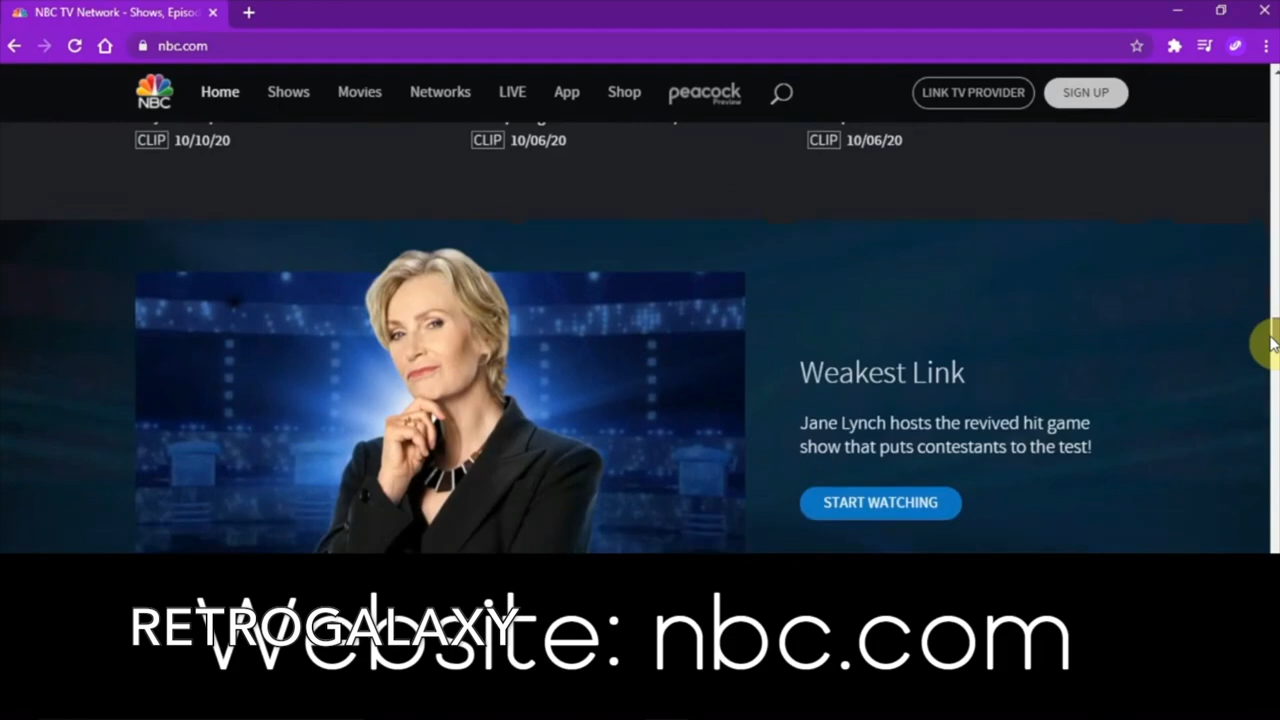 NBC TV Network - Shows, Episo
nbc.com
NBC
Home
Shows
Movies
Networks
LIVE
App
Shop
peacock
Preview
LINK TV PROVIDER
SIGN UP
CLIP 10/10/20
CLIP 10/06/20
CLIP 10/06/20
Weakest Link
Jane Lynch hosts the revived hit game
show that puts contestants to the test!
START WATCHING
RETROGALAXY
Website: nbc.com